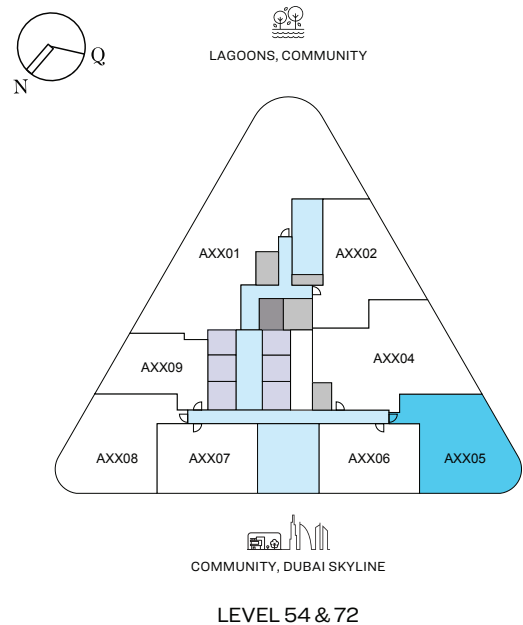 Q
N
LAGOONS, COMMUNITY
AXX01
AXX02
AXX09
AXX04
AXX08
AXX07
AXX06
AXX05
COMMUNITY, DUBAI SKYLINE
LEVEL 54 & 72